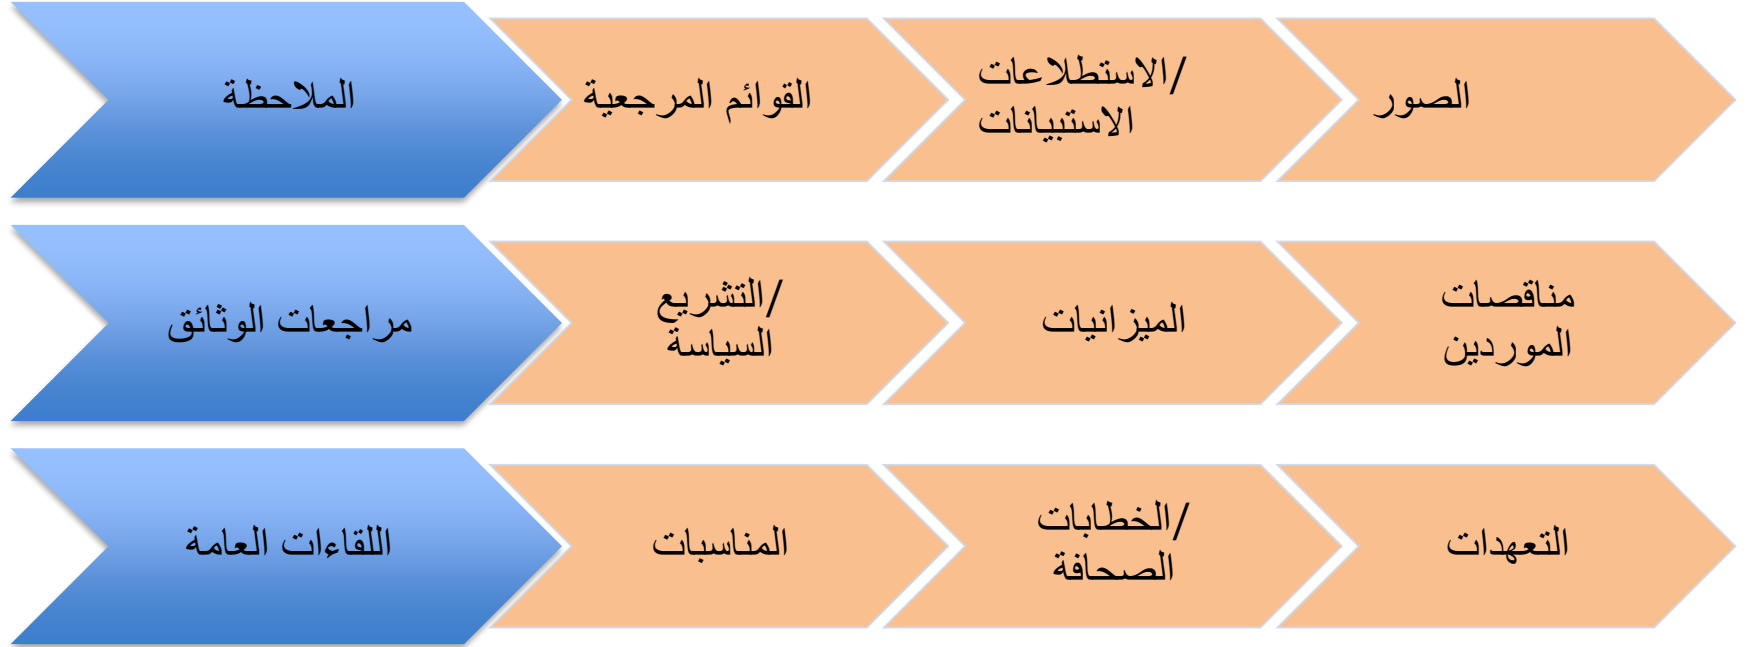 الملاحظة
القوائم المرجعية
الاستطلاعات/
الاستبيانات
الصور
مراجعات الوثائق
التشريع/
السياسة
الميزانيات
مناقصات
الموردين
اللقاءات العامة
المناسبات
الخطابات/
الصحافة
التعهدات